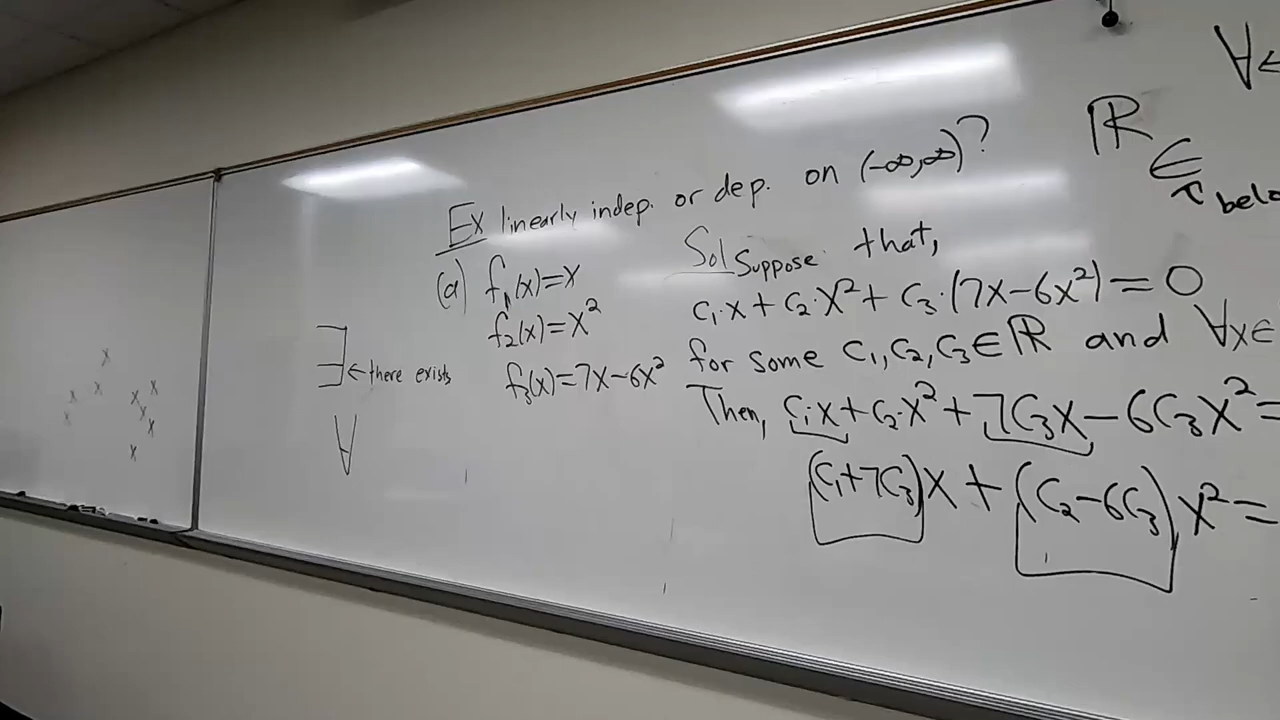 ∀
ℝ
∈
Ex linearly indep. or dep. on (-∞,∞)?
(a) f₁(x)=x
f₂(x)=x²
f₃(x)=7x-6x²
∃ ← there exists
∀
Sol Suppose that,
c₁·x+c₂·x²+c₃·(7x-6x²)=0
for some c₁,c₂,c₃∈ℝ and ∀x∈
Then, c₁x+c₂·x²+7c₃x-6c₃x²=
(c₁+7c₃)x+(c₂-6c₃)x²=
x x x x x x x x x